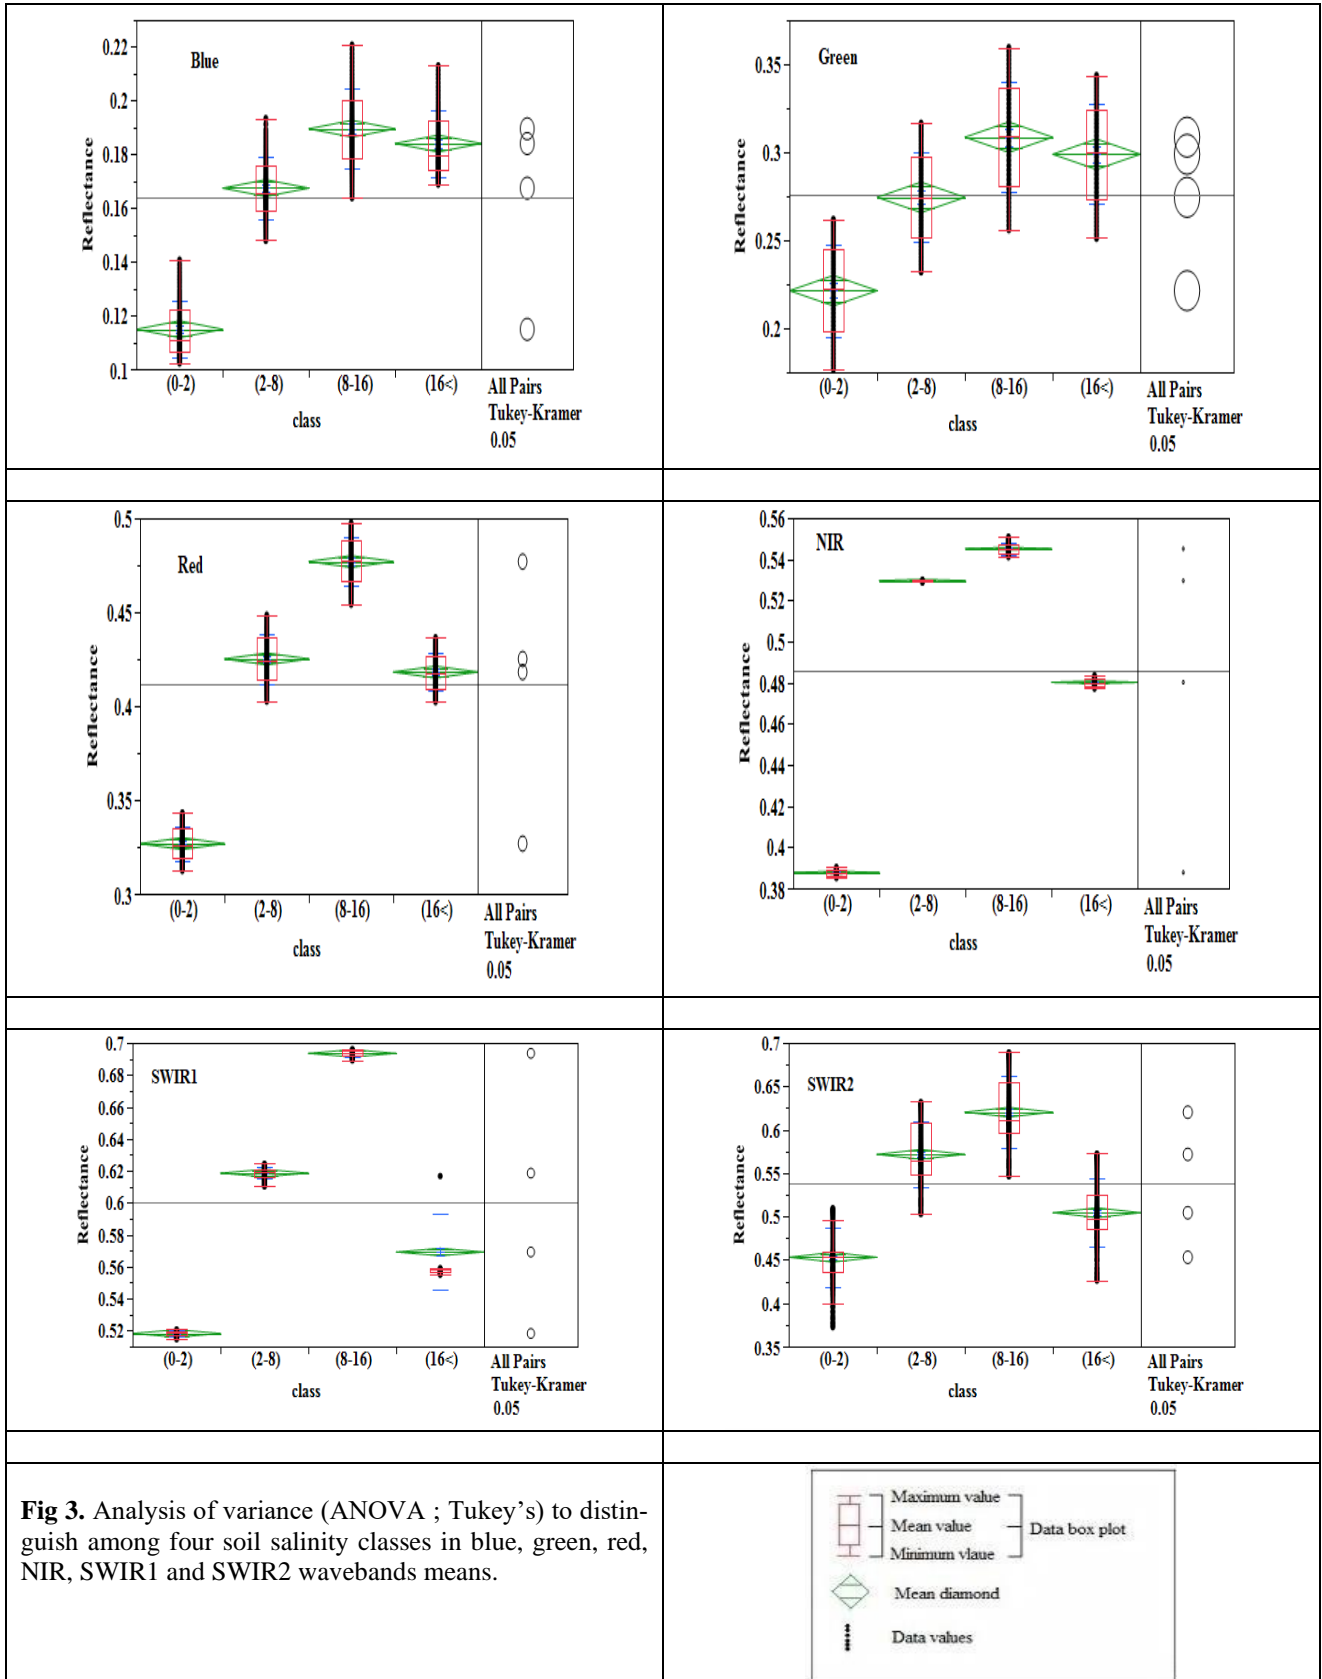 Blue
Reflectance
0.22
0.2
0.18
0.16
0.14
0.12
0.1
(0-2) (2-8) (8-16) (16<)
class
All Pairs
Tukey-Kramer
0.05
Green
Reflectance
0.35
0.3
0.25
0.2
(0-2) (2-8) (8-16) (16<)
class
All Pairs
Tukey-Kramer
0.05
Red
Reflectance
0.5
0.45
0.4
0.35
0.3
(0-2) (2-8) (8-16) (16<)
class
All Pairs
Tukey-Kramer
0.05
NIR
Reflectance
0.56
0.54
0.52
0.5
0.48
0.46
0.44
0.42
0.4
0.38
(0-2) (2-8) (8-16) (16<)
class
All Pairs
Tukey-Kramer
0.05
SWIR1
Reflectance
0.7
0.68
0.66
0.64
0.62
0.6
0.58
0.56
0.54
0.52
(0-2) (2-8) (8-16) (16<)
class
All Pairs
Tukey-Kramer
0.05
SWIR2
Reflectance
0.7
0.65
0.6
0.55
0.5
0.45
0.4
0.35
(0-2) (2-8) (8-16) (16<)
class
All Pairs
Tukey-Kramer
0.05
Fig 3. Analysis of variance (ANOVA ; Tukey's) to distin-
guish among four soil salinity classes in blue, green, red,
NIR, SWIR1 and SWIR2 wavebands means.
Maximum value
Mean value
Minimum vlaue
Data box plot
Mean diamond
Data values